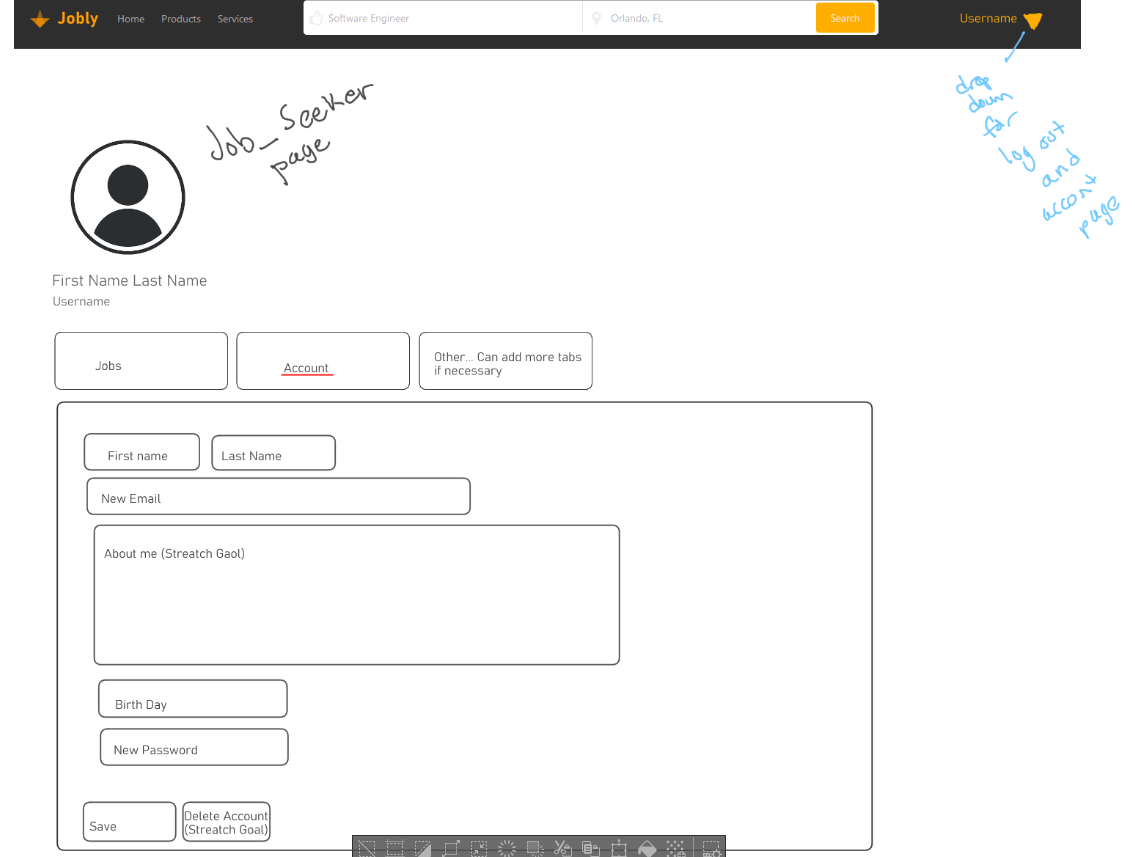 Jobly Home Products Services Software Engineer Orlando, FL Search Username
drop
down
for
log out
and
accont
page
Job_Seeker
page
First Name Last Name
Username
Jobs
Account
Other... Can add more tabs
if necessary
First name
Last Name
New Email
About me (Streatch Gaol)
Birth Day
New Password
Save
Delete Account
(Streatch Goal)